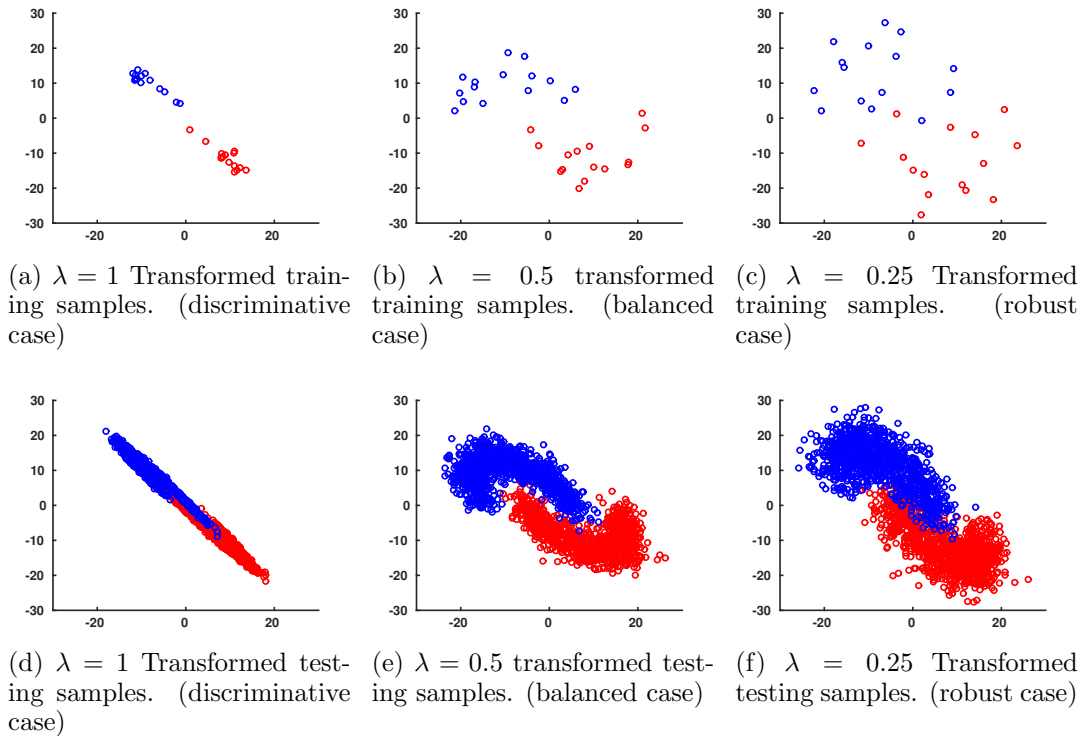 30
20
10
0
-10
-20
-30
-20 0 20
30
20
10
0
-10
-20
-30
-20 0 20
30
20
10
0
-10
-20
-30
-20 0 20
(a) λ = 1 Transformed train-
ing samples. (discriminative
case)
(b) λ = 0.5 transformed
training samples. (balanced
case)
(c) λ = 0.25 Transformed
training samples. (robust
case)
30
20
10
0
-10
-20
-30
-20 0 20
30
20
10
0
-10
-20
-30
-20 0 20
30
20
10
0
-10
-20
-30
-20 0 20
(d) λ = 1 Transformed test-
ing samples. (discriminative
case)
(e) λ = 0.5 transformed test-
ing samples. (balanced case)
(f) λ = 0.25 Transformed
testing samples. (robust case)